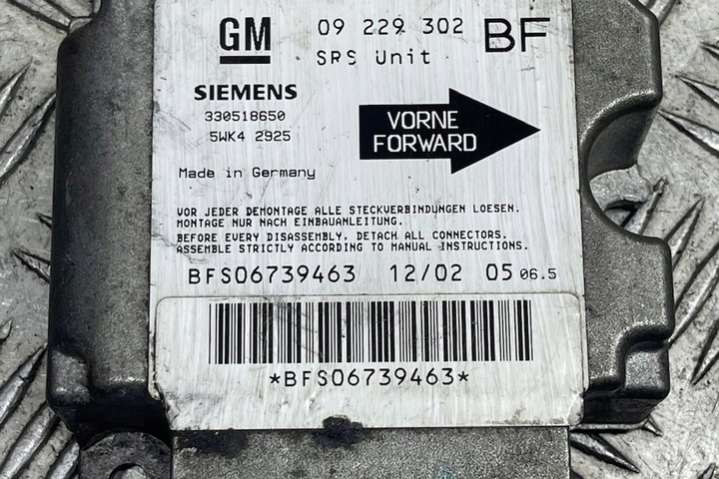 GM 09 229 302 BF
SRS Unit
SIEMENS
330518650
5WK4 2925
VORNE
FORWARD
Made in Germany
VOR JEDER DEMONTAGE ALLE STECKVERBINDUNGEN LOESEN.
MONTAGE NUR NACH EINBAUANLEITUNG.
BEFORE EVERY DISASSEMBLY, DETACH ALL CONNECTORS.
ASSEMBLE STRICTLY ACCORDING TO MANUAL INSTRUCTIONS.
BFS06739463 12/02 05 06.5
*BFS06739463*